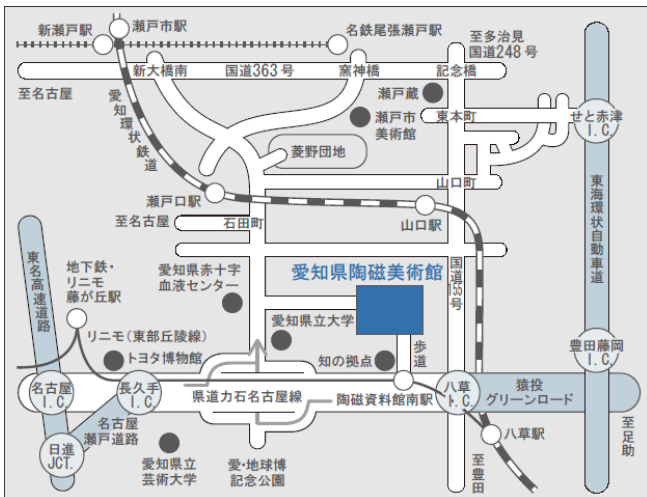 新瀬戸駅
瀬戸市駅
名鉄尾張瀬戸駅
至多治見
国道248号
新大橋南
国道363号
窯神橋
記念橋
至名古屋
愛知環状鉄道
瀬戸蔵
瀬戸市
美術館
東本町
せと赤津
I.C.
菱野団地
山口町
瀬戸口駅
至名古屋
石田町
山口駅
東海環状自動車道
東名高速道路
地下鉄・
リニモ
藤が丘駅
愛知県赤十字
血液センター
愛知県陶磁美術館
国道155号
愛知県立大学
リニモ（東部丘陵線）
トヨタ博物館
知の拠点
歩道
豊田藤岡
I.C.
名古屋
I.C.
長久手
I.C.
県道力石名古屋線
陶磁資料館南駅
八草
I.C.
猿投
グリーンロード
名古屋
瀬戸道路
日進
JCT.
愛知県立
芸術大学
愛・地球博
記念公園
至豊田
八草駅
至足助